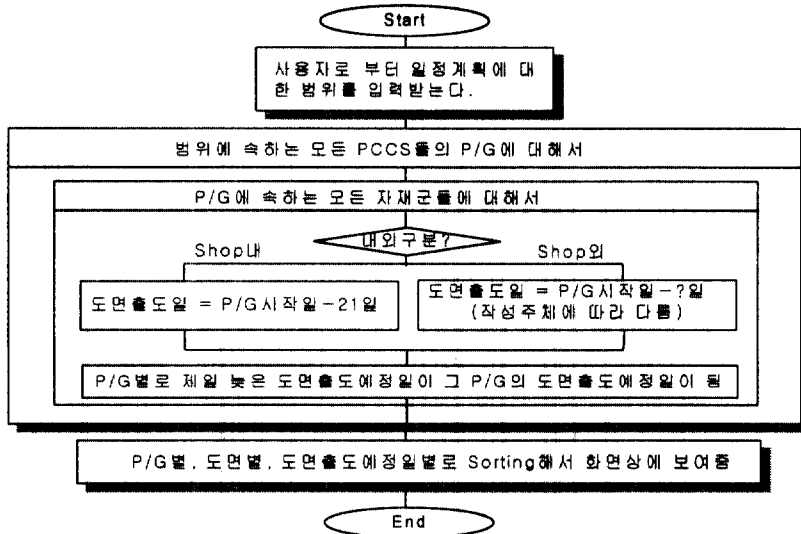 Start
사용자로 부터 일정계획에 대
한 범위를 입력받는다.
범위에 속하는 모든 PCCS들의 P/G에 대해서
P/G에 속하는 모든 자재군들에 대해서
내외구분?
Shop내
Shop외
도면출도일 = P/G시작일-21일
도면출도일 = P/G시작일-?일
(작성주체에 따라 다름)
P/G별로 제일 늦은 도면출도예정일이 그 P/G의 도면출도예정일이 됨
P/G별, 도면별, 도면출도예정일별로 Sorting해서 화면상에 보여줌
End